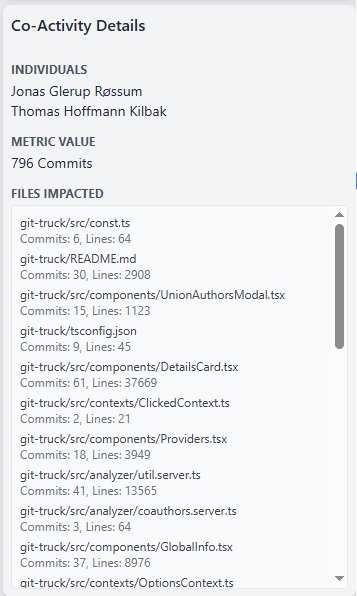 Co-Activity Details
INDIVIDUALS
Jonas Glerup Røssum
Thomas Hoffmann Kilbak
METRIC VALUE
796 Commits
FILES IMPACTED
git-truck/src/const.ts
Commits: 6, Lines: 64
git-truck/README.md
Commits: 30, Lines: 2908
git-truck/src/components/UnionAuthorsModal.tsx
Commits: 15, Lines: 1123
git-truck/tsconfig.json
Commits: 9, Lines: 45
git-truck/src/components/DetailsCard.tsx
Commits: 61, Lines: 37669
git-truck/src/contexts/ClickedContext.ts
Commits: 2, Lines: 21
git-truck/src/components/Providers.tsx
Commits: 18, Lines: 3949
git-truck/src/analyzer/util.server.ts
Commits: 41, Lines: 13565
git-truck/src/analyzer/coauthors.server.ts
Commits: 3, Lines: 64
git-truck/src/components/GlobalInfo.tsx
Commits: 37, Lines: 8976
git-truck/src/contexts/OptionsContext.ts